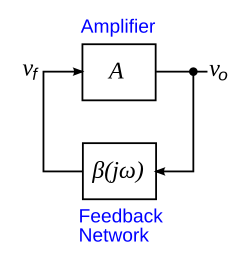 Amplifier
v_f A v_o
β(jω)
Feedback
Network